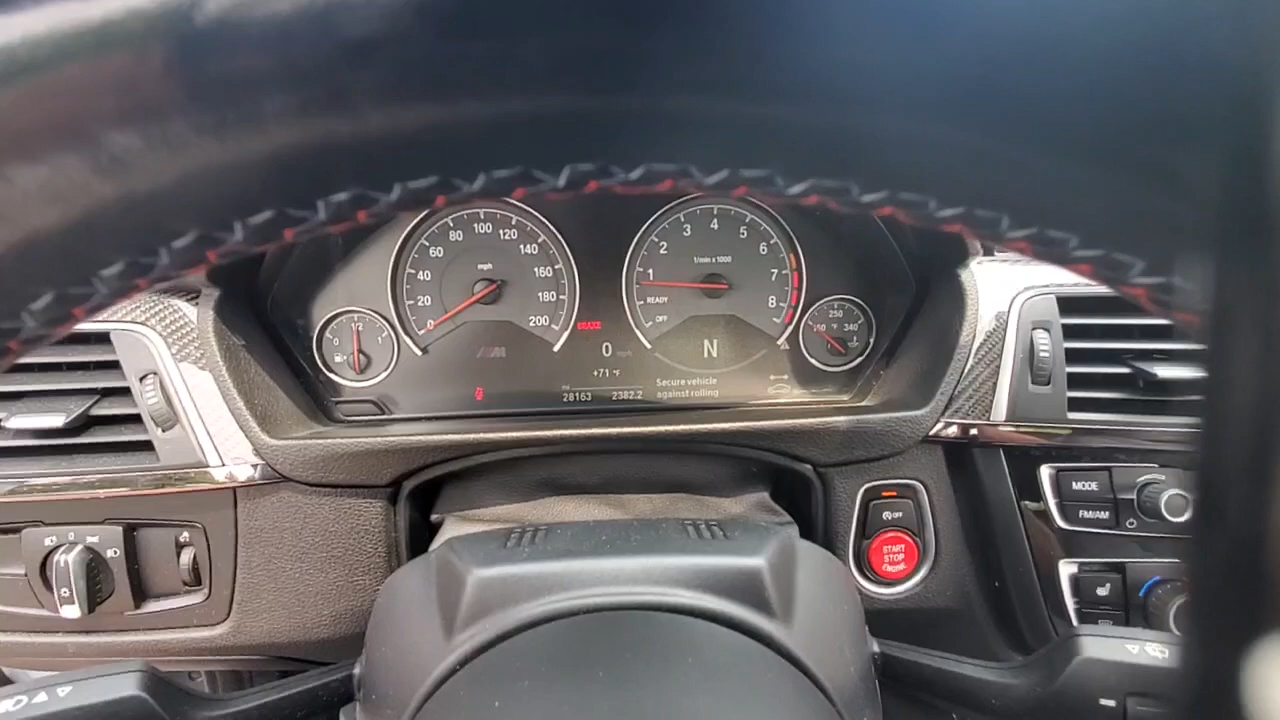 0
20
40
60
80
100
120
140
160
180
200
mph
0
1/2
1
BRAKE
OFF
READY
1
2
3
4
5
6
7
8
1/min x 1000
250
°F
340
M
0 mph
N
+71 °F
mi
28163 2382.2
Secure vehicle
against rolling
OFF
START
STOP
ENGINE
MODE
FM/AM
0